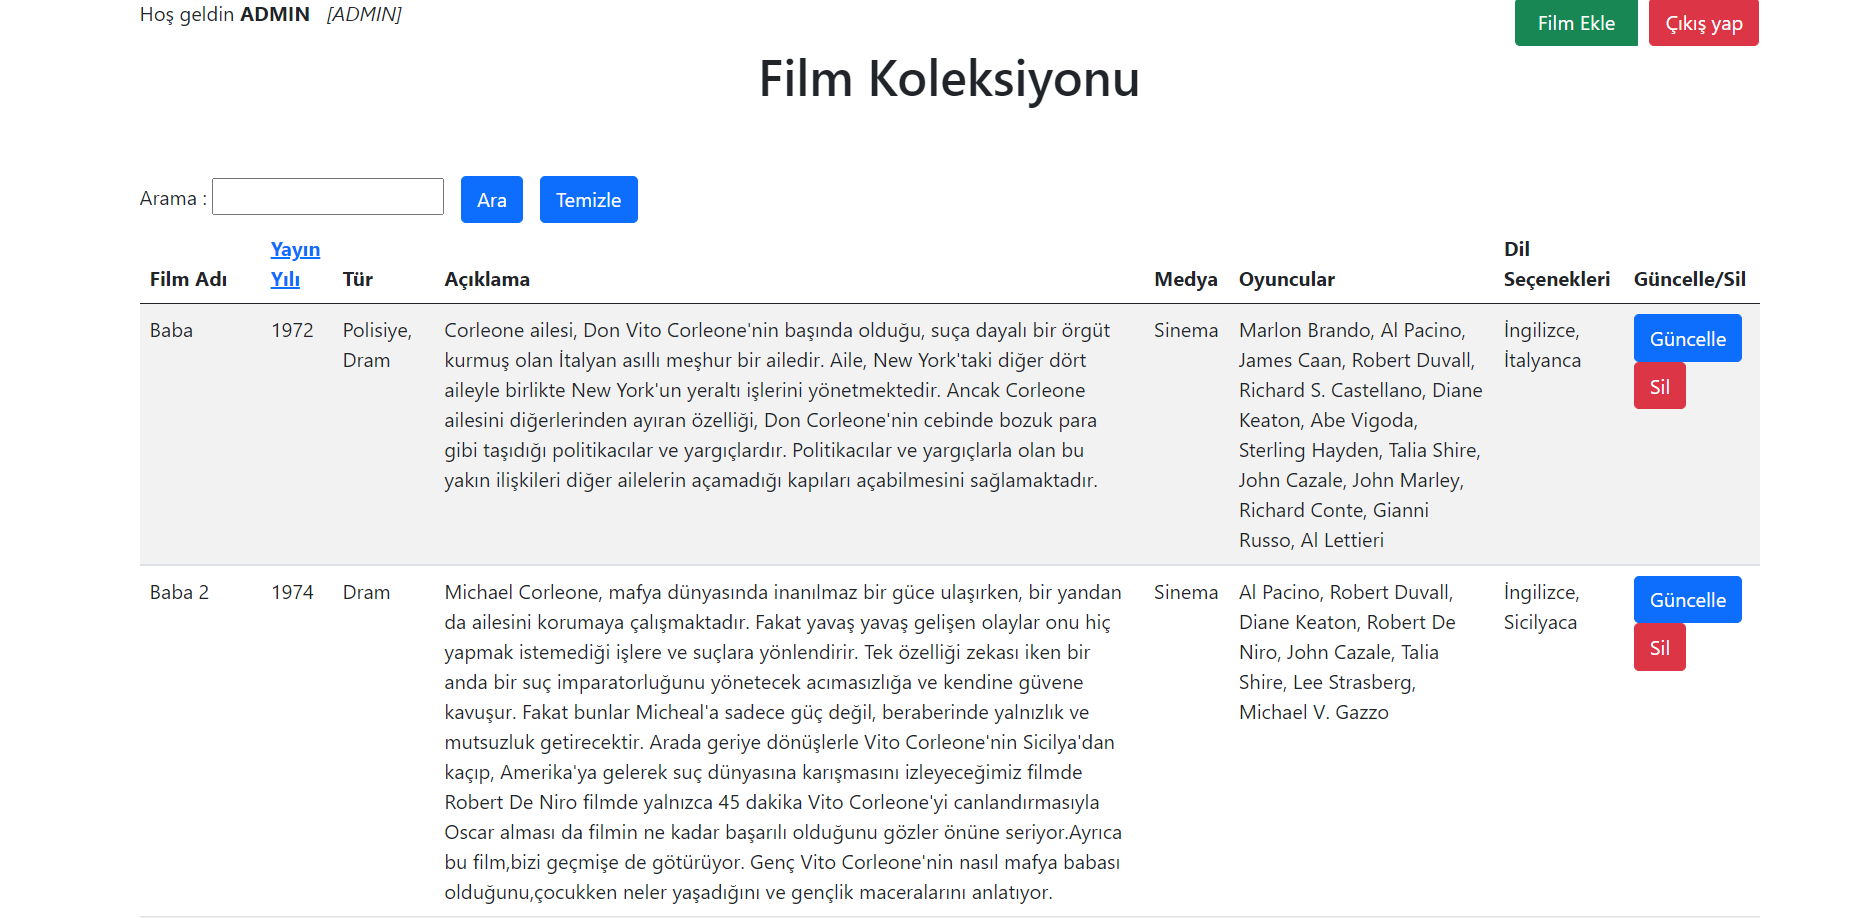 Hoş geldin ADMIN [ADMIN]
Film Ekle
Çıkış yap
Film Koleksiyonu
Arama :
Ara
Temizle
Film Adı
Yayın
Yılı
Tür
Açıklama
Medya
Oyuncular
Dil
Seçenekleri
Güncelle/Sil
Baba
1972
Polisiye,
Dram
Corleone ailesi, Don Vito Corleone'nin başında olduğu, suça dayalı bir örgüt
kurmuş olan İtalyan asıllı meşhur bir ailedir. Aile, New York'taki diğer dört
aileyle birlikte New York'un yeraltı işlerini yönetmektedir. Ancak Corleone
ailesini diğerlerinden ayıran özelliği, Don Corleone'nin cebinde bozuk para
gibi taşıdığı politikacılar ve yargıçlardır. Politikacılar ve yargıçlarla olan bu
yakın ilişkileri diğer ailelerin açamadığı kapıları açabilmesini sağlamaktadır.
Sinema
Marlon Brando, Al Pacino,
James Caan, Robert Duvall,
Richard S. Castellano, Diane
Keaton, Abe Vigoda,
Sterling Hayden, Talia Shire,
John Cazale, John Marley,
Richard Conte, Gianni
Russo, Al Lettieri
İngilizce,
İtalyanca
Güncelle
Sil
Baba 2
1974
Dram
Michael Corleone, mafya dünyasında inanılmaz bir güce ulaşırken, bir yandan
da ailesini korumaya çalışmaktadır. Fakat yavaş yavaş gelişen olaylar onu hiç
yapmak istemediği işlere ve suçlara yönlendirir. Tek özelliği zekası iken bir
anda bir suç imparatorluğunu yönetecek acımasızlığa ve kendine güvene
kavuşur. Fakat bunlar Micheal'a sadece güç değil, beraberinde yalnızlık ve
mutsuzluk getirecektir. Arada geriye dönüşlerle Vito Corleone'nin Sicilya'dan
kaçıp, Amerika'ya gelerek suç dünyasına karışmasını izleyeceğimiz filmde
Robert De Niro filmde yalnızca 45 dakika Vito Corleone'yi canlandırmasıyla
Oscar alması da filmin ne kadar başarılı olduğunu gözler önüne seriyor.Ayrıca
bu film,bizi geçmişe de götürüyor. Genç Vito Corleone'nin nasıl mafya babası
olduğunu,çocukken neler yaşadığını ve gençlik maceralarını anlatıyor.
Sinema
Al Pacino, Robert Duvall,
Diane Keaton, Robert De
Niro, John Cazale, Talia
Shire, Lee Strasberg,
Michael V. Gazzo
İngilizce,
Sicilyaca
Güncelle
Sil